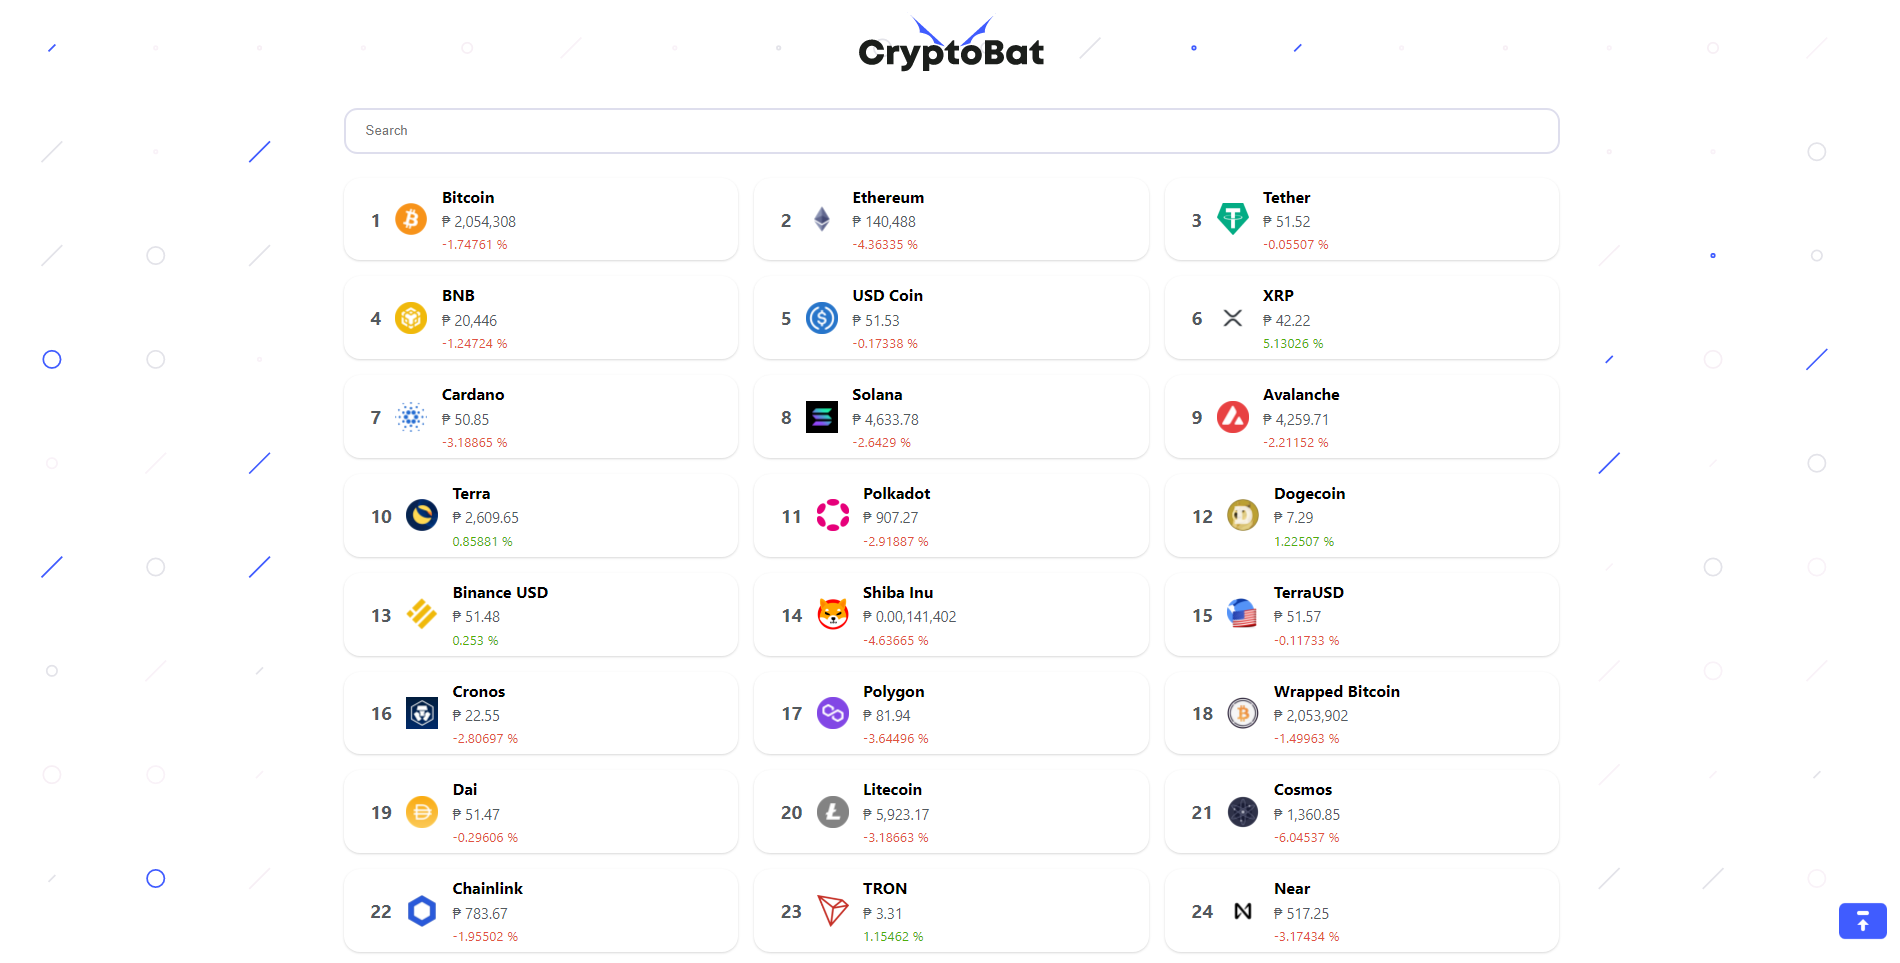 CryptoBat
Search
1
Bitcoin
₱ 2,054,308
-1.74761 %
2
Ethereum
₱ 140,488
-4.36335 %
3
Tether
₱ 51.52
-0.05507 %
4
BNB
₱ 20,446
-1.24724 %
5
USD Coin
₱ 51.53
-0.17338 %
6
XRP
₱ 42.22
5.13026 %
7
Cardano
₱ 50.85
-3.18865 %
8
Solana
₱ 4,633.78
-2.6429 %
9
Avalanche
₱ 4,259.71
-2.21152 %
10
Terra
₱ 2,609.65
0.85881 %
11
Polkadot
₱ 907.27
-2.91887 %
12
Dogecoin
₱ 7.29
1.22507 %
13
Binance USD
₱ 51.48
0.253 %
14
Shiba Inu
₱ 0.00,141,402
-4.63665 %
15
TerraUSD
₱ 51.57
-0.11733 %
16
Cronos
₱ 22.55
-2.80697 %
17
Polygon
₱ 81.94
-3.64496 %
18
Wrapped Bitcoin
₱ 2,053,902
-1.49963 %
19
Dai
₱ 51.47
-0.29606 %
20
Litecoin
₱ 5,923.17
-3.18663 %
21
Cosmos
₱ 1,360.85
-6.04537 %
22
Chainlink
₱ 783.67
-1.95502 %
23
TRON
₱ 3.31
1.15462 %
24
Near
₱ 517.25
-3.17434 %